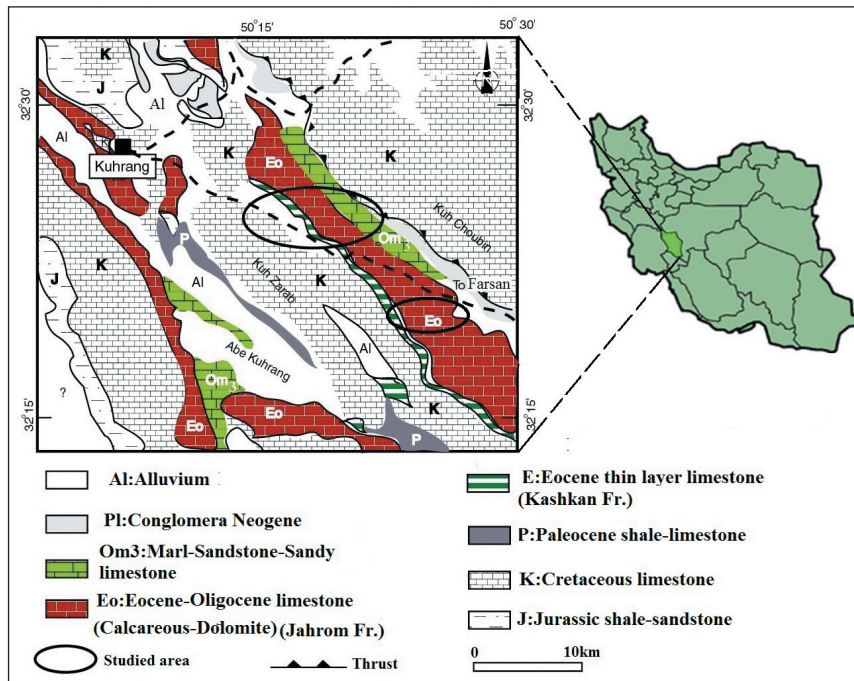 50°15'
50°30'
32°30'
32°30'
K
J
Al
Al
K
Kuhrang
K
Eo
K
Kuh Choubin
P
Om3
K
J
Al
Kuh Zarab
K
To Farsan
Eo
Al
Abe Kuhrang
?
Om3
K
Eo
Eo
P
32°15'
32°15'
Al:Alluvium
Pl:Conglomera Neogene
Om3:Marl-Sandstone-Sandy
limestone
Eo:Eocene-Oligocene limestone
(Calcareous-Dolomite) (Jahrom Fr.)
Studied area
Thrust
E:Eocene thin layer limestone
(Kashkan Fr.)
P:Paleocene shale-limestone
K:Cretaceous limestone
J:Jurassic shale-sandstone
0
10km